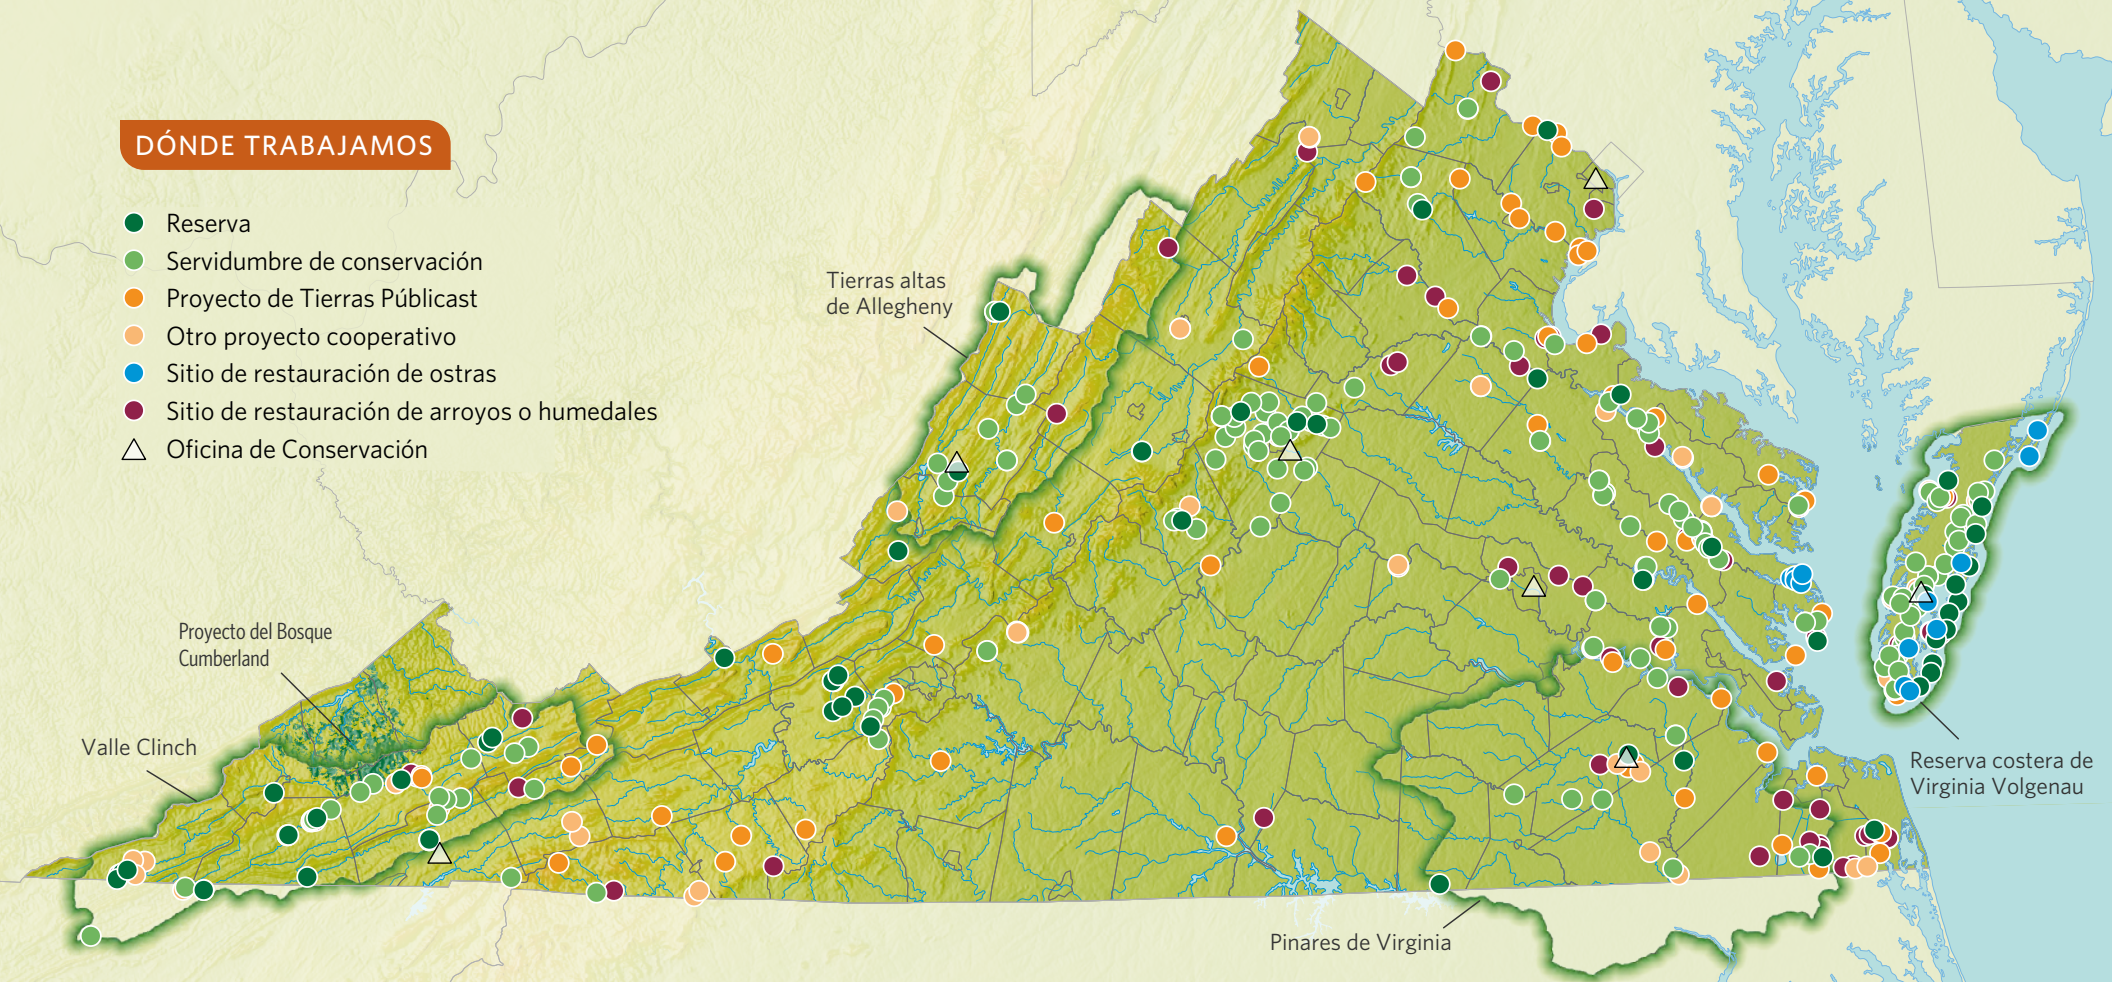 DÓNDE TRABAJAMOS
Reserva
Servidumbre de conservación
Proyecto de Tierras Públicast
Otro proyecto cooperativo
Sitio de restauración de ostras
Sitio de restauración de arroyos o humedales
Oficina de Conservación
Tierras altas
de Allegheny
Proyecto del Bosque
Cumberland
Valle Clinch
Reserva costera de
Virginia Volgenau
Pinares de Virginia